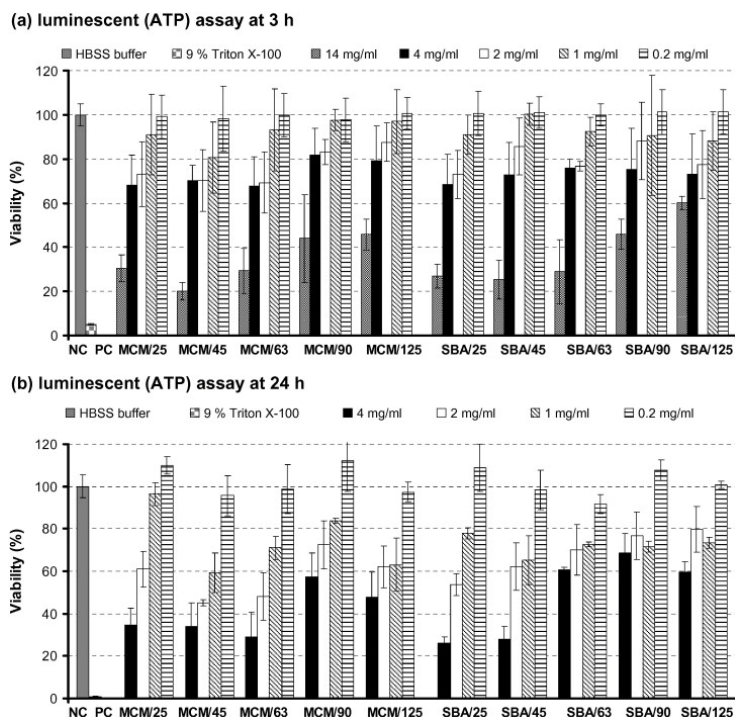 (a) luminescent (ATP) assay at 3 h
HBSS buffer 9 % Triton X-100 14 mg/ml 4 mg/ml 2 mg/ml 1 mg/ml 0.2 mg/ml
120
100
80
60
40
20
0
Viability (%)
NC PC MCM/25 MCM/45 MCM/63 MCM/90 MCM/125 SBA/25 SBA/45 SBA/63 SBA/90 SBA/125
(b) luminescent (ATP) assay at 24 h
HBSS buffer 9 % Triton X-100 4 mg/ml 2 mg/ml 1 mg/ml 0.2 mg/ml
120
100
80
60
40
20
0
Viability (%)
NC PC MCM/25 MCM/45 MCM/63 MCM/90 MCM/125 SBA/25 SBA/45 SBA/63 SBA/90 SBA/125